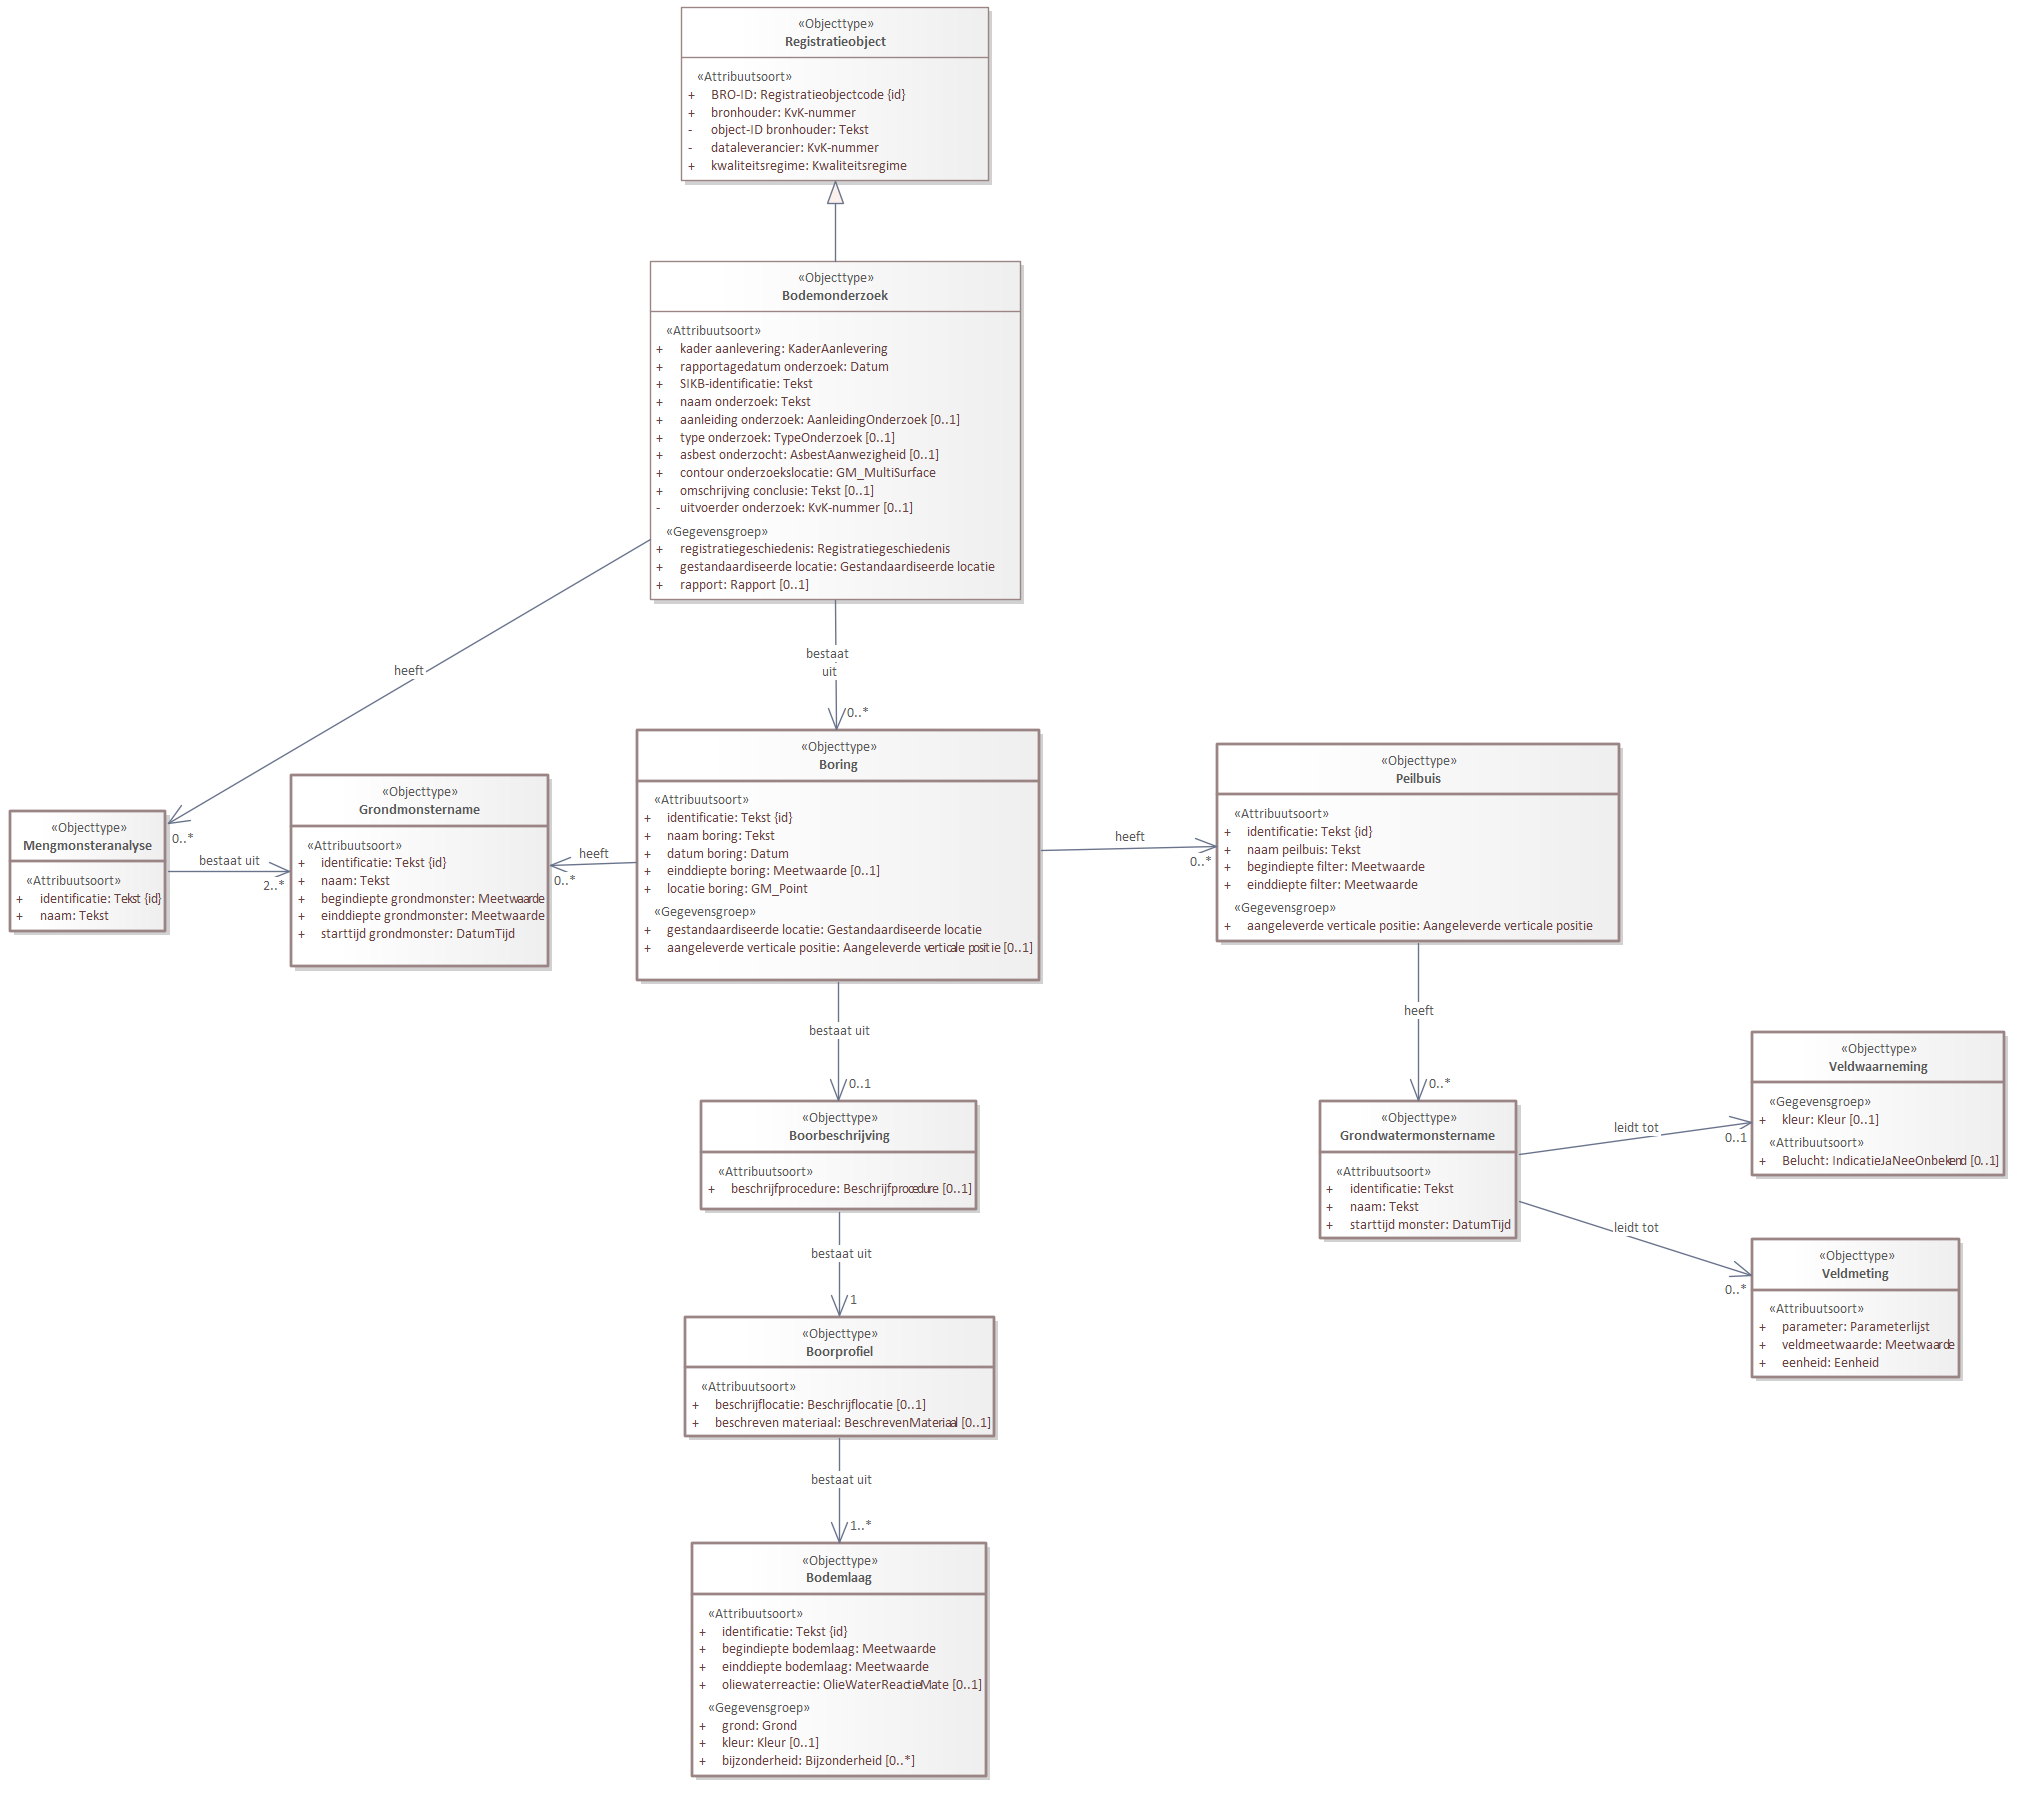 «Objecttype»
Registratieobject
«Attribuutsoort»
+ BRO-ID: Registratieobjectcode {id}
+ bronhouder: KvK-nummer
- object-ID bronhouder: Tekst
- dataleverancier: KvK-nummer
+ kwaliteitsregime: Kwaliteitsregime
«Objecttype»
Bodemonderzoek
«Attribuutsoort»
+ kader aanlevering: KaderAanlevering
+ rapportagedatum onderzoek: Datum
+ SIKB-identificatie: Tekst
+ naam onderzoek: Tekst
+ aanleiding onderzoek: AanleidingOnderzoek [0..1]
+ type onderzoek: TypeOnderzoek [0..1]
+ asbest onderzocht: AsbestAanwezigheid [0..1]
+ contour onderzoekslocatie: GM_MultiSurface
+ omschrijving conclusie: Tekst [0..1]
- uitvoerder onderzoek: KvK-nummer [0..1]
«Gegevensgroep»
+ registratiegeschiedenis: Registratiegeschiedenis
+ gestandaardiseerde locatie: Gestandaardiseerde locatie
+ rapport: Rapport [0..1]
heeft
0..*
bestaat
uit
0..*
«Objecttype»
Mengmonsteranalyse
«Attribuutsoort»
+ identificatie: Tekst {id}
+ naam: Tekst
bestaat uit
2..*
«Objecttype»
Grondmonstername
«Attribuutsoort»
+ identificatie: Tekst {id}
+ naam: Tekst
+ begindiepte grondmonster: Meetwaarde
+ einddiepte grondmonster: Meetwaarde
+ starttijd grondmonster: DatumTijd
heeft
0..*
«Objecttype»
Boring
«Attribuutsoort»
+ identificatie: Tekst {id}
+ naam boring: Tekst
+ datum boring: Datum
+ einddiepte boring: Meetwaarde [0..1]
+ locatie boring: GM_Point
«Gegevensgroep»
+ gestandaardiseerde locatie: Gestandaardiseerde locatie
+ aangeleverde verticale positie: Aangeleverde verticale positie [0..1]
heeft
0..*
«Objecttype»
Peilbuis
«Attribuutsoort»
+ identificatie: Tekst {id}
+ naam peilbuis: Tekst
+ begindiepte filter: Meetwaarde
+ einddiepte filter: Meetwaarde
«Gegevensgroep»
+ aangeleverde verticale positie: Aangeleverde verticale positie
bestaat uit
0..1
heeft
0..*
«Objecttype»
Boorbeschrijving
«Attribuutsoort»
+ beschrijfprocedure: Beschrijfprocedure [0..1]
«Objecttype»
Grondwatermonstername
«Attribuutsoort»
+ identificatie: Tekst
+ naam: Tekst
+ starttijd monster: DatumTijd
leidt tot
0..1
«Objecttype»
Veldwaarneming
«Gegevensgroep»
+ kleur: Kleur [0..1]
«Attribuutsoort»
+ Belucht: IndicatieJaNeeOnbekend [0..1]
leidt tot
0..*
«Objecttype»
Veldmeting
«Attribuutsoort»
+ parameter: Parameterlijst
+ veldmeetwaarde: Meetwaarde
+ eenheid: Eenheid
bestaat uit
1
«Objecttype»
Boorprofiel
«Attribuutsoort»
+ beschrijflocatie: Beschrijflocatie [0..1]
+ beschreven materiaal: BeschrevenMateriaal [0..1]
bestaat uit
1..*
«Objecttype»
Bodemlaag
«Attribuutsoort»
+ identificatie: Tekst {id}
+ begindiepte bodemlaag: Meetwaarde
+ einddiepte bodemlaag: Meetwaarde
+ oliewaterreactie: OlieWaterReactieMate [0..1]
«Gegevensgroep»
+ grond: Grond
+ kleur: Kleur [0..1]
+ bijzonderheid: Bijzonderheid [0..*]